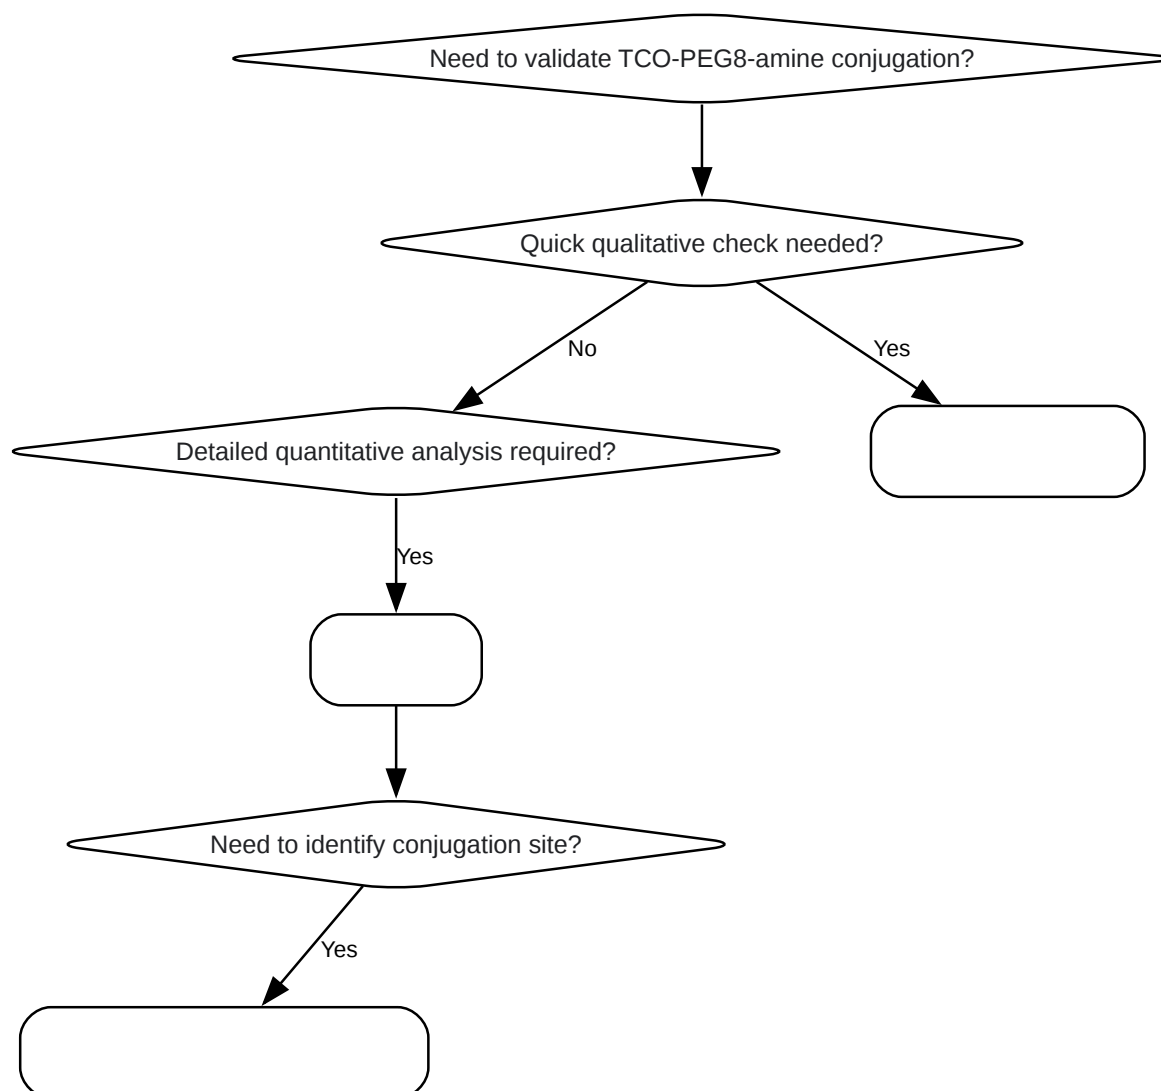 Need to validate TCO-PEG8-amine conjugation?
Quick qualitative check needed?
No
Yes
Detailed quantitative analysis required?
Yes
Need to identify conjugation site?
Yes